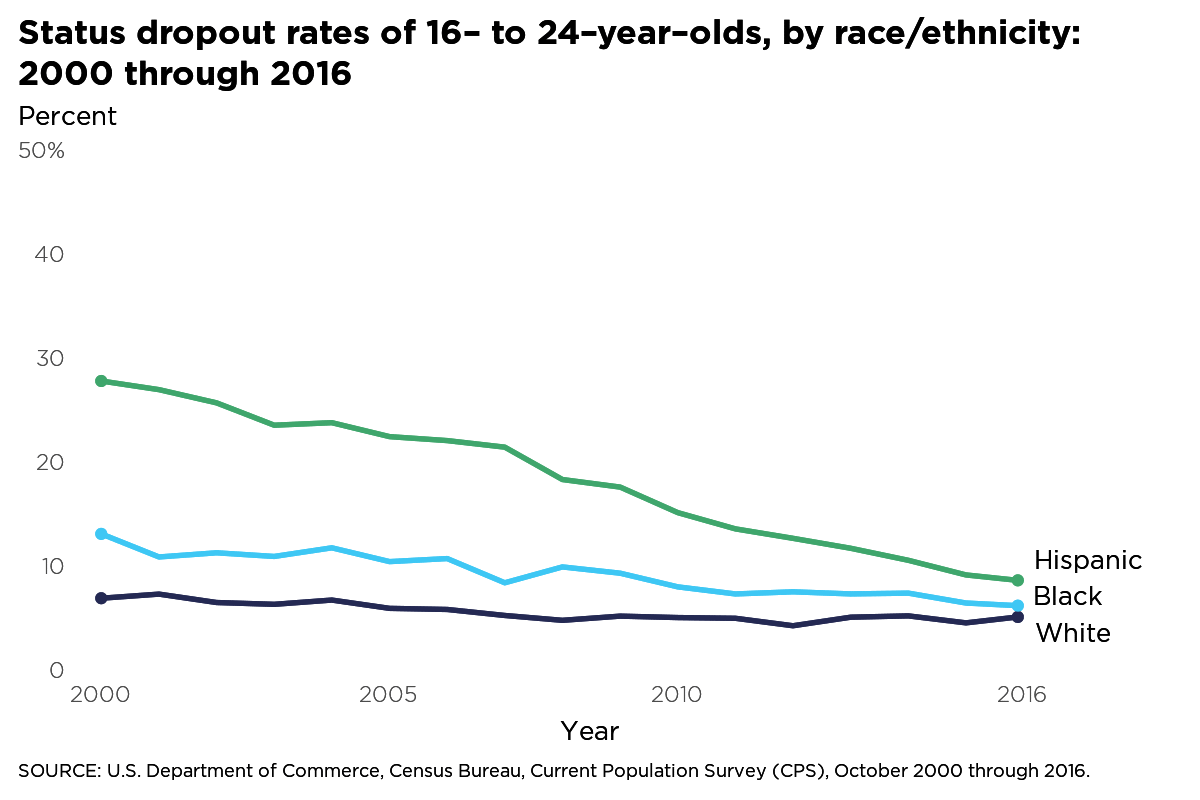 Status dropout rates of 16– to 24–year–olds, by race/ethnicity:
2000 through 2016
Percent
50%
40
30
20
10
0
Hispanic
Black
White
2000 2005 2010 2016
Year
SOURCE: U.S. Department of Commerce, Census Bureau, Current Population Survey (CPS), October 2000 through 2016.